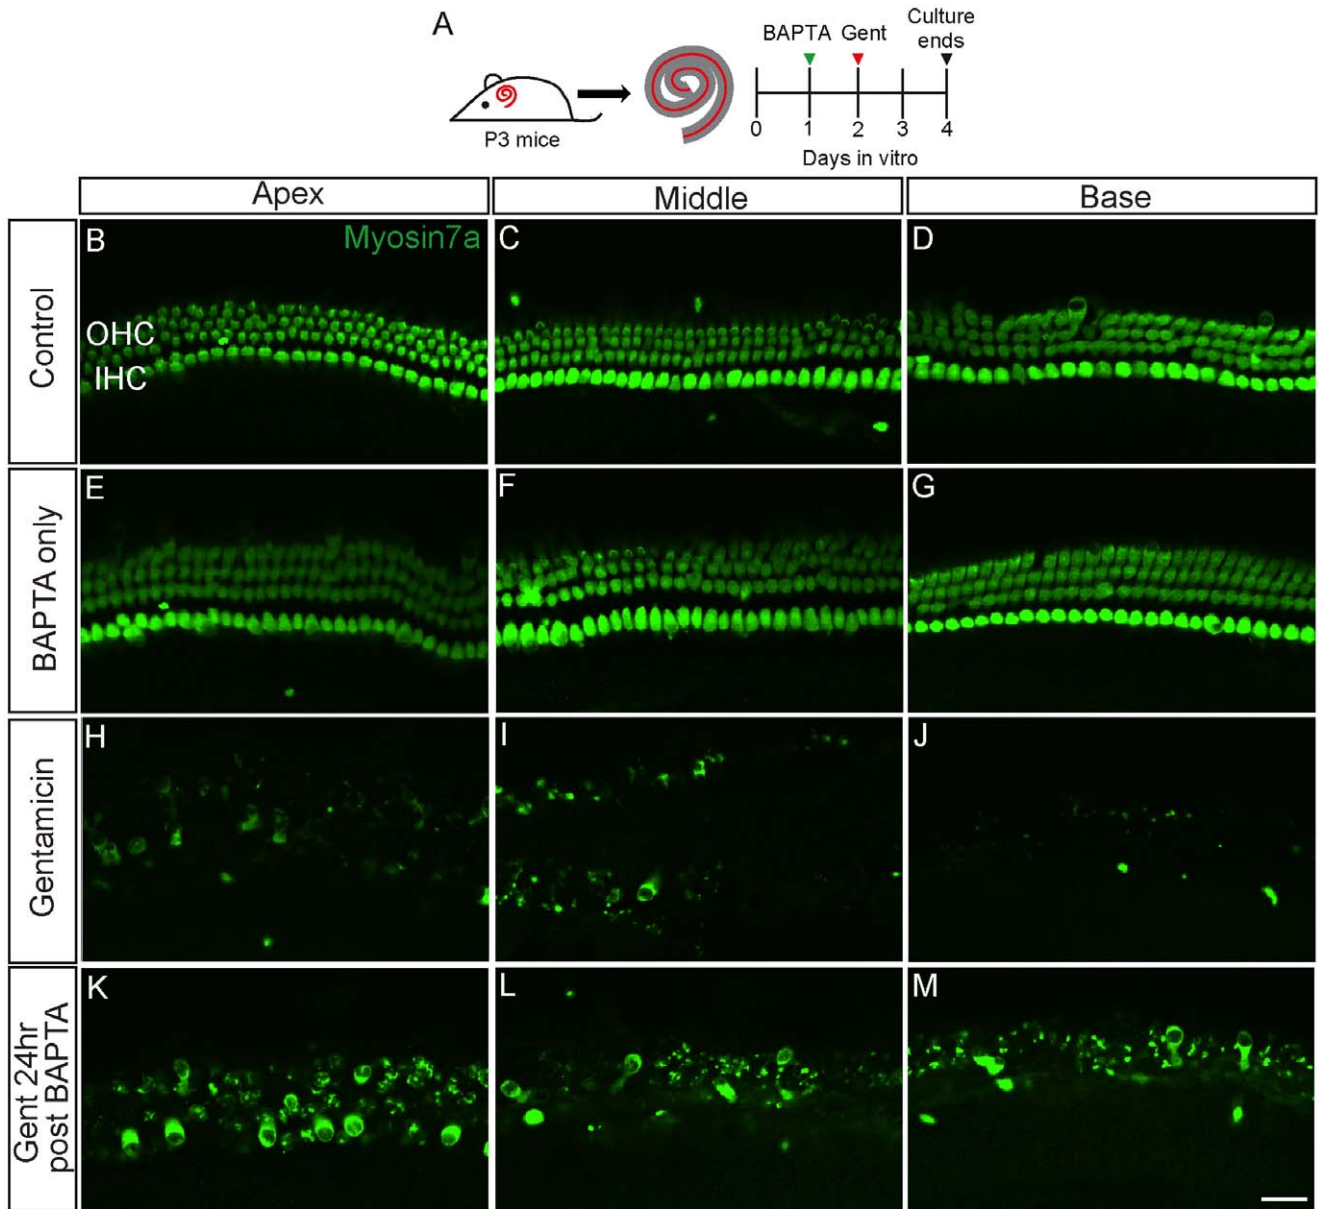 A
BAPTA Gent Culture
ends
P3 mice
0 1 2 3 4
Days in vitro
Apex Middle Base
Control
B Myosin7a C D
OHC
IHC
BAPTA only
E F G
Gentamicin
H I J
Gent 24hr
post BAPTA
K L M